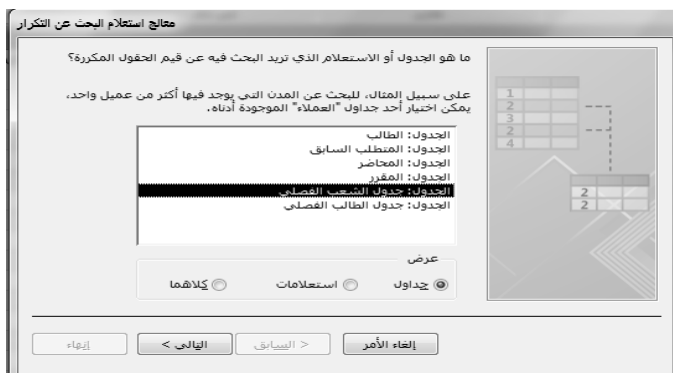 معالج استعلام البحث عن التكرار
ما هو الجدول أو الاستعلام الذي تريد البحث فيه عن قيم الحقول المكررة؟
على سبيل المثال، للبحث عن المدن التي يوجد فيها أكثر من عميل واحد،
يمكن اختيار أحد جداول "العملاء" الموجودة أدناه.
الجدول: الطالب
الجدول: المتطلب السابق
الجدول: المحاضر
الجدول: المقرر
الجدول: جدول الشعب الفصلي
الجدول: جدول الطالب الفصلي
عرض
جداول
استعلامات
كلاهما
إلغاء الأمر
< السابق
التالي >
إنهاء
1
2
3
2
4
2
2